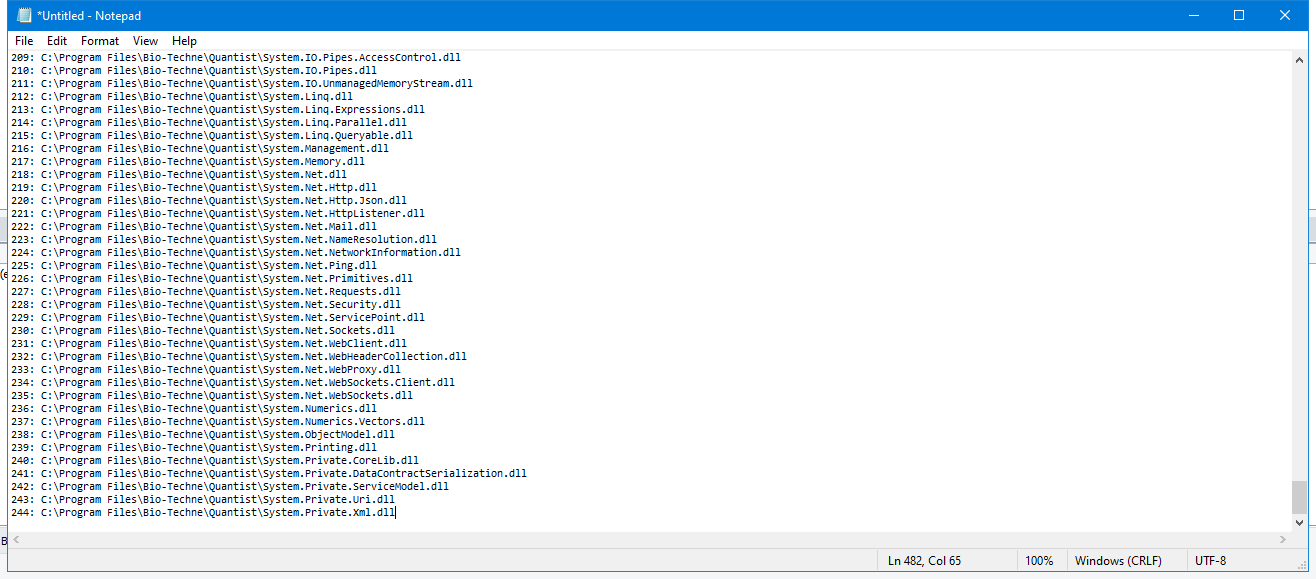 *Untitled - Notepad
File Edit Format View Help
209: C:\Program Files\Bio-Techne\Quantist\System.IO.Pipes.AccessControl.dll
210: C:\Program Files\Bio-Techne\Quantist\System.IO.Pipes.dll
211: C:\Program Files\Bio-Techne\Quantist\System.IO.UnmanagedMemoryStream.dll
212: C:\Program Files\Bio-Techne\Quantist\System.Linq.dll
213: C:\Program Files\Bio-Techne\Quantist\System.Linq.Expressions.dll
214: C:\Program Files\Bio-Techne\Quantist\System.Linq.Parallel.dll
215: C:\Program Files\Bio-Techne\Quantist\System.Linq.Queryable.dll
216: C:\Program Files\Bio-Techne\Quantist\System.Management.dll
217: C:\Program Files\Bio-Techne\Quantist\System.Memory.dll
218: C:\Program Files\Bio-Techne\Quantist\System.Net.dll
219: C:\Program Files\Bio-Techne\Quantist\System.Net.Http.dll
220: C:\Program Files\Bio-Techne\Quantist\System.Net.Http.Json.dll
221: C:\Program Files\Bio-Techne\Quantist\System.Net.HttpListener.dll
222: C:\Program Files\Bio-Techne\Quantist\System.Net.Mail.dll
223: C:\Program Files\Bio-Techne\Quantist\System.Net.NameResolution.dll
224: C:\Program Files\Bio-Techne\Quantist\System.Net.NetworkInformation.dll
225: C:\Program Files\Bio-Techne\Quantist\System.Net.Ping.dll
226: C:\Program Files\Bio-Techne\Quantist\System.Net.Primitives.dll
227: C:\Program Files\Bio-Techne\Quantist\System.Net.Requests.dll
228: C:\Program Files\Bio-Techne\Quantist\System.Net.Security.dll
229: C:\Program Files\Bio-Techne\Quantist\System.Net.ServicePoint.dll
230: C:\Program Files\Bio-Techne\Quantist\System.Net.Sockets.dll
231: C:\Program Files\Bio-Techne\Quantist\System.Net.WebClient.dll
232: C:\Program Files\Bio-Techne\Quantist\System.Net.WebHeaderCollection.dll
233: C:\Program Files\Bio-Techne\Quantist\System.Net.WebProxy.dll
234: C:\Program Files\Bio-Techne\Quantist\System.Net.WebSockets.Client.dll
235: C:\Program Files\Bio-Techne\Quantist\System.Net.WebSockets.dll
236: C:\Program Files\Bio-Techne\Quantist\System.Numerics.dll
237: C:\Program Files\Bio-Techne\Quantist\System.Numerics.Vectors.dll
238: C:\Program Files\Bio-Techne\Quantist\System.ObjectModel.dll
239: C:\Program Files\Bio-Techne\Quantist\System.Printing.dll
240: C:\Program Files\Bio-Techne\Quantist\System.Private.CoreLib.dll
241: C:\Program Files\Bio-Techne\Quantist\System.Private.DataContractSerialization.dll
242: C:\Program Files\Bio-Techne\Quantist\System.Private.ServiceModel.dll
243: C:\Program Files\Bio-Techne\Quantist\System.Private.Uri.dll
244: C:\Program Files\Bio-Techne\Quantist\System.Private.Xml.dll
Ln 482, Col 65 100% Windows (CRLF) UTF-8